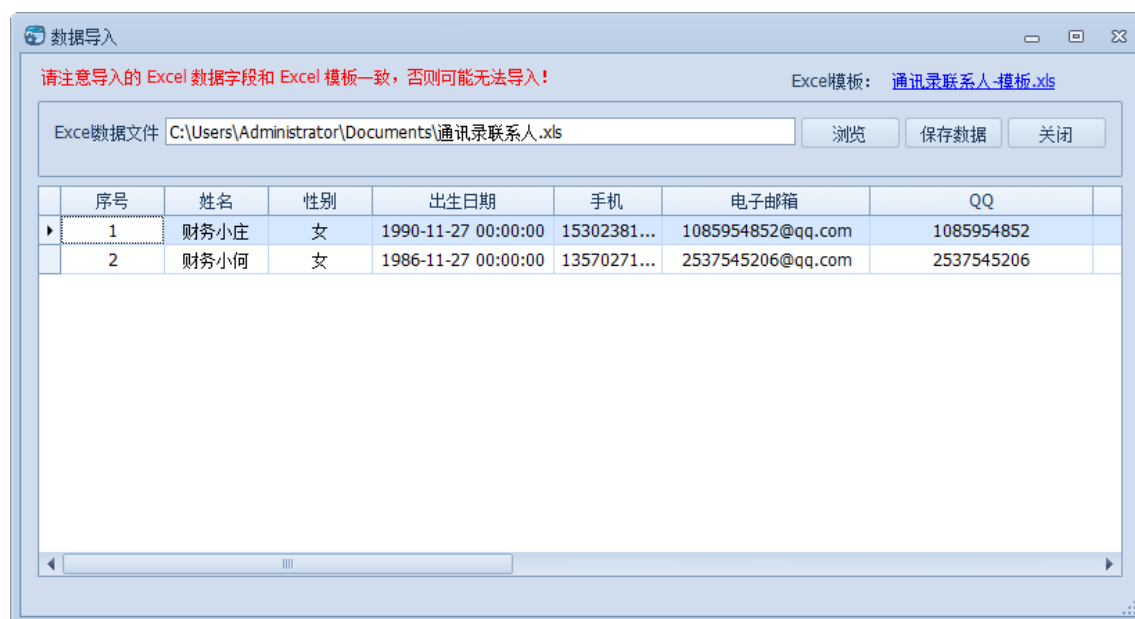 数据导入
请注意导入的 Excel 数据字段和 Excel 模板一致，否则可能无法导入！ Excel模板： 通讯录联系人-模板.xls
Excel数据文件 C:\Users\Administrator\Documents\通讯录联系人.xls 浏览 保存数据 关闭
序号 姓名 性别 出生日期 手机 电子邮箱 QQ
1 财务小庄 女 1990-11-27 00:00:00 15302381... 1085954852@qq.com 1085954852
2 财务小何 女 1986-11-27 00:00:00 13570271... 2537545206@qq.com 2537545206